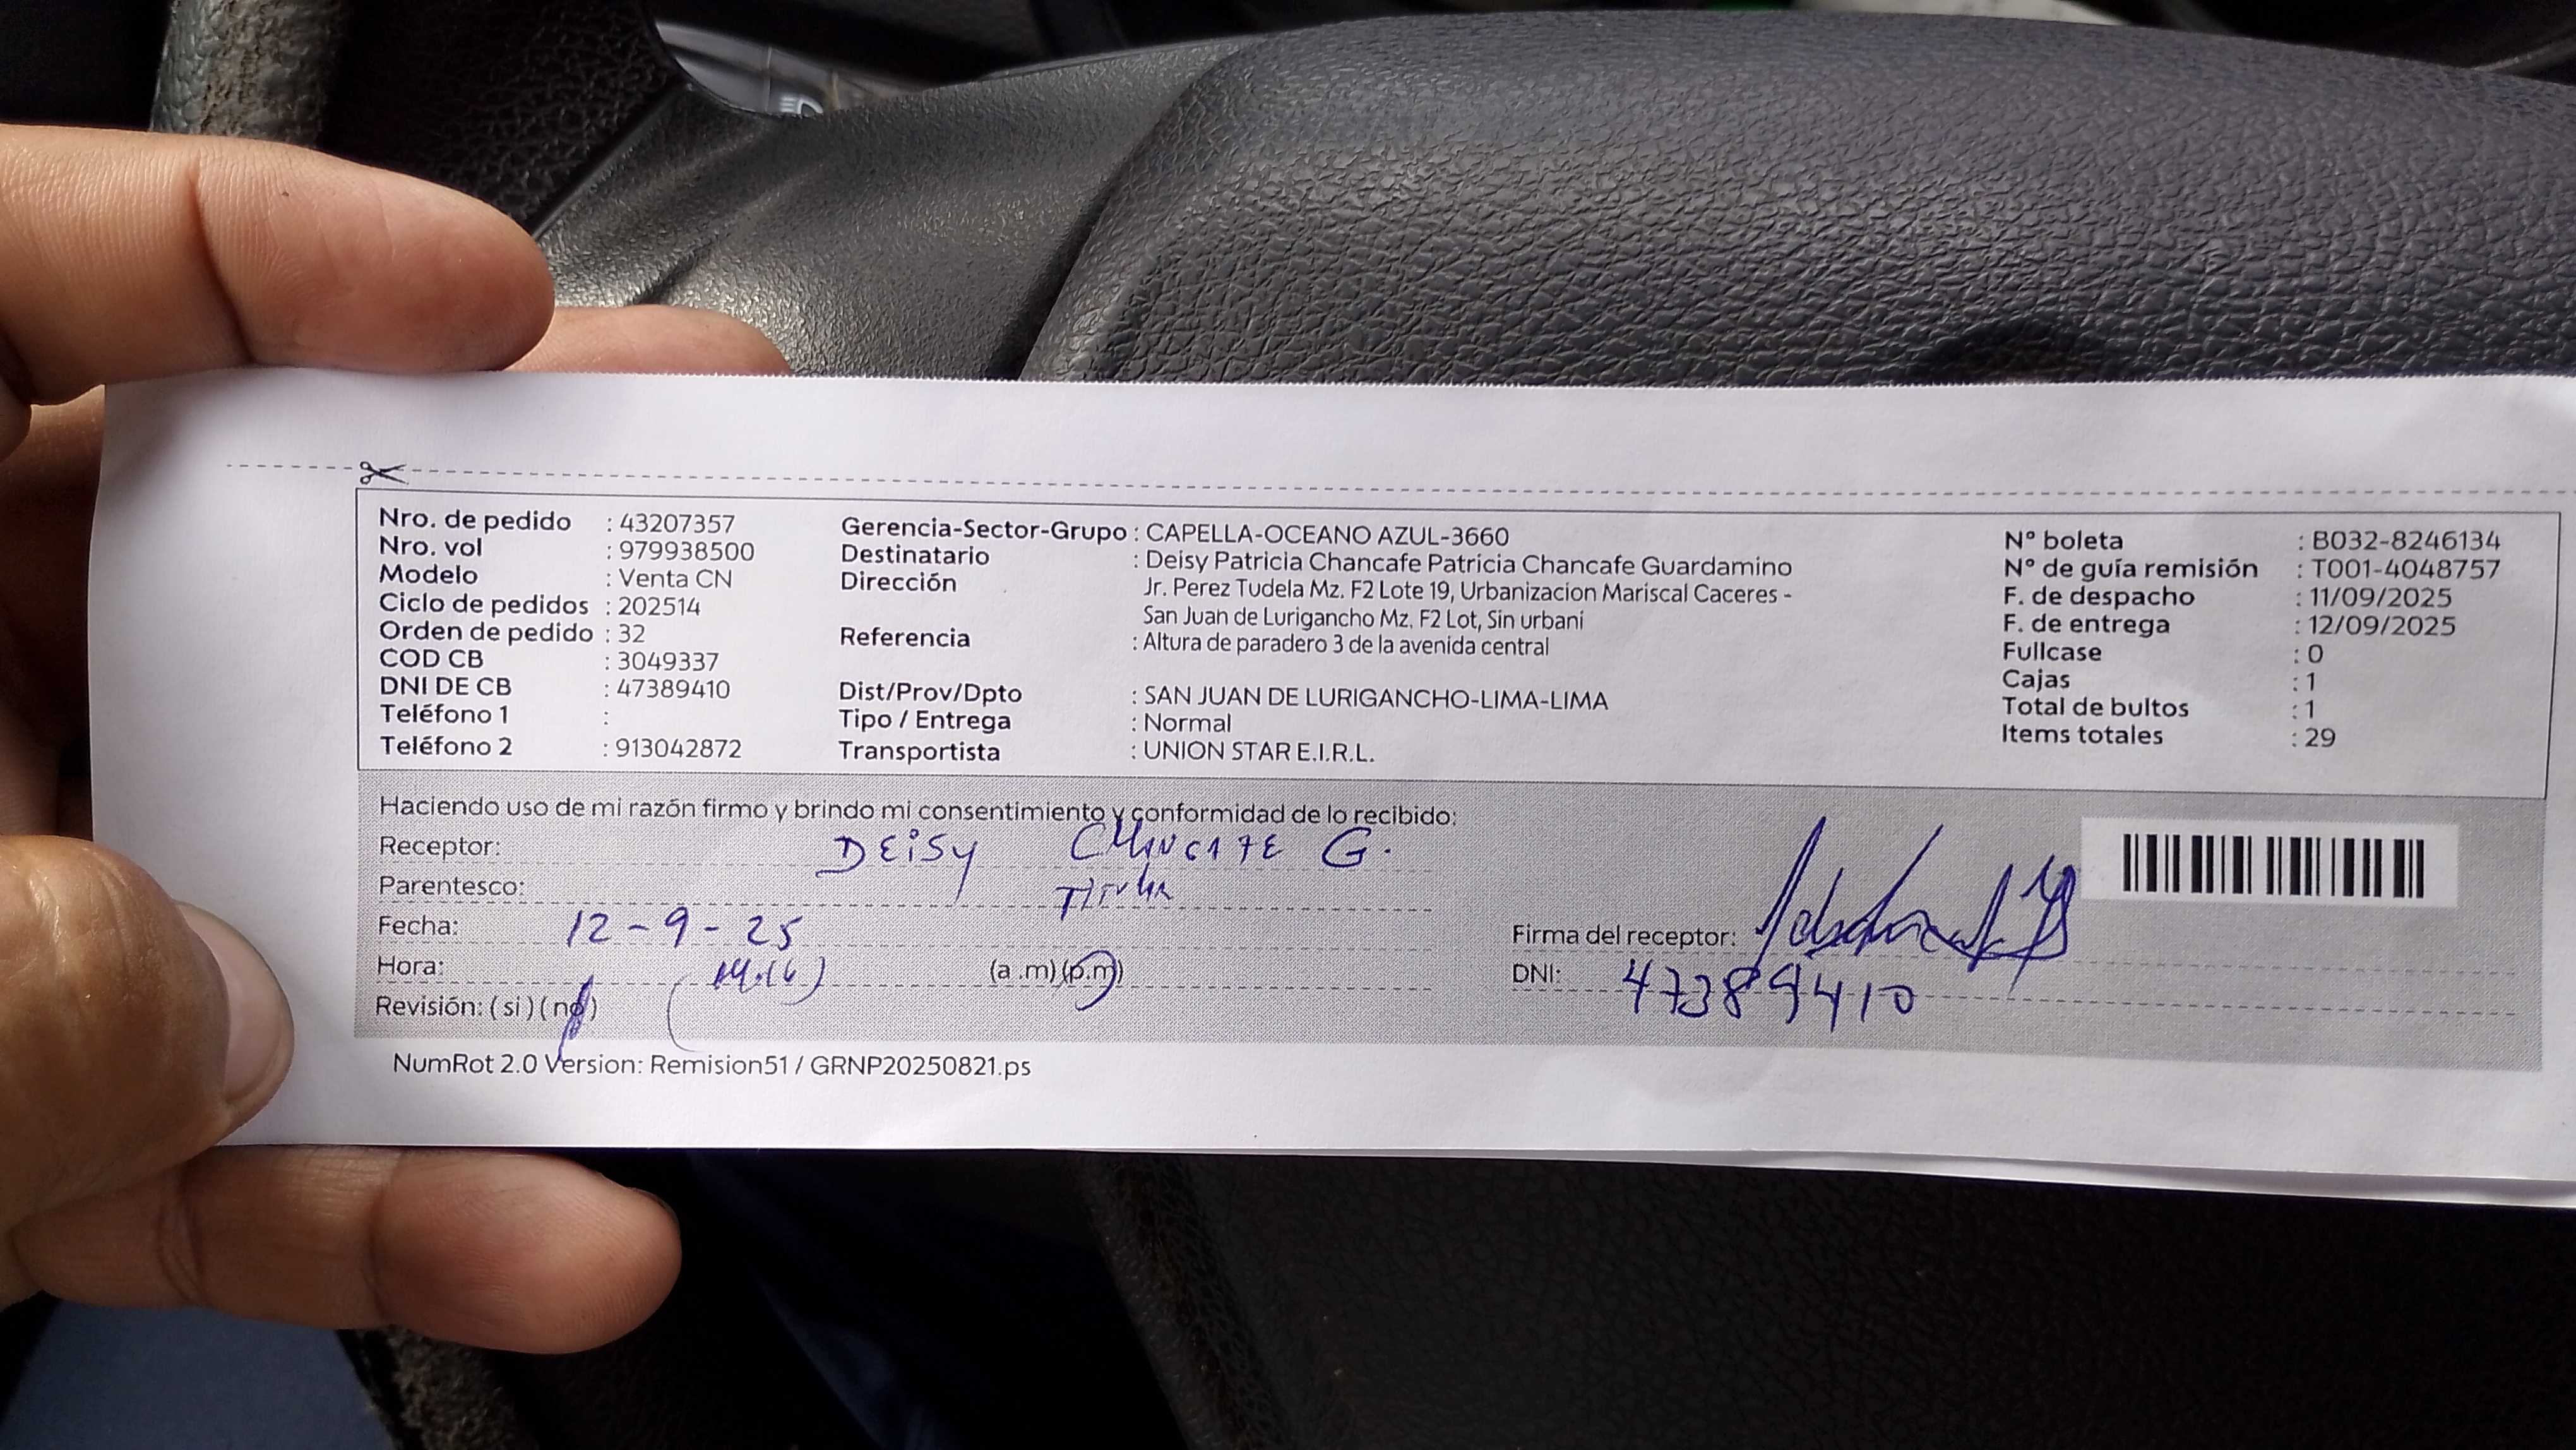 Nro. de pedido : 43207357
Nro. vol : 979938500
Modelo : Venta CN
Ciclo de pedidos : 202514
Orden de pedido : 32
COD CB : 3049337
DNI DE CB : 47389410
Teléfono 1 :
Teléfono 2 : 913042872
Gerencia-Sector-Grupo : CAPELLA-OCEANO AZUL-3660
Destinatario : Deisy Patricia Chancafe Patricia Chancafe Guardamino
Dirección Jr. Perez Tudela Mz. F2 Lote 19, Urbanizacion Mariscal Caceres -
San Juan de Lurigancho Mz. F2 Lot, Sin urbani
Referencia : Altura de paradero 3 de la avenida central
Dist/Prov/Dpto : SAN JUAN DE LURIGANCHO-LIMA-LIMA
Tipo / Entrega : Normal
Transportista : UNION STAR E.I.R.L.
N° boleta : B032-8246134
N° de guía remisión : T001-4048757
F. de despacho : 11/09/2025
F. de entrega : 12/09/2025
Fullcase : 0
Cajas : 1
Total de bultos : 1
Items totales : 29
Haciendo uso de mi razón firmo y brindo mi consentimiento y conformidad de lo recibido:
Receptor: DEISY CHANCAFE G.
Parentesco:
Fecha: 12-9-25
Hora: (a.m)(p.m)
Revisión: (si)(no)
Firma del receptor:
DNI: 47389410
NumRot 2.0 Version: Remision51 / GRNP20250821.ps